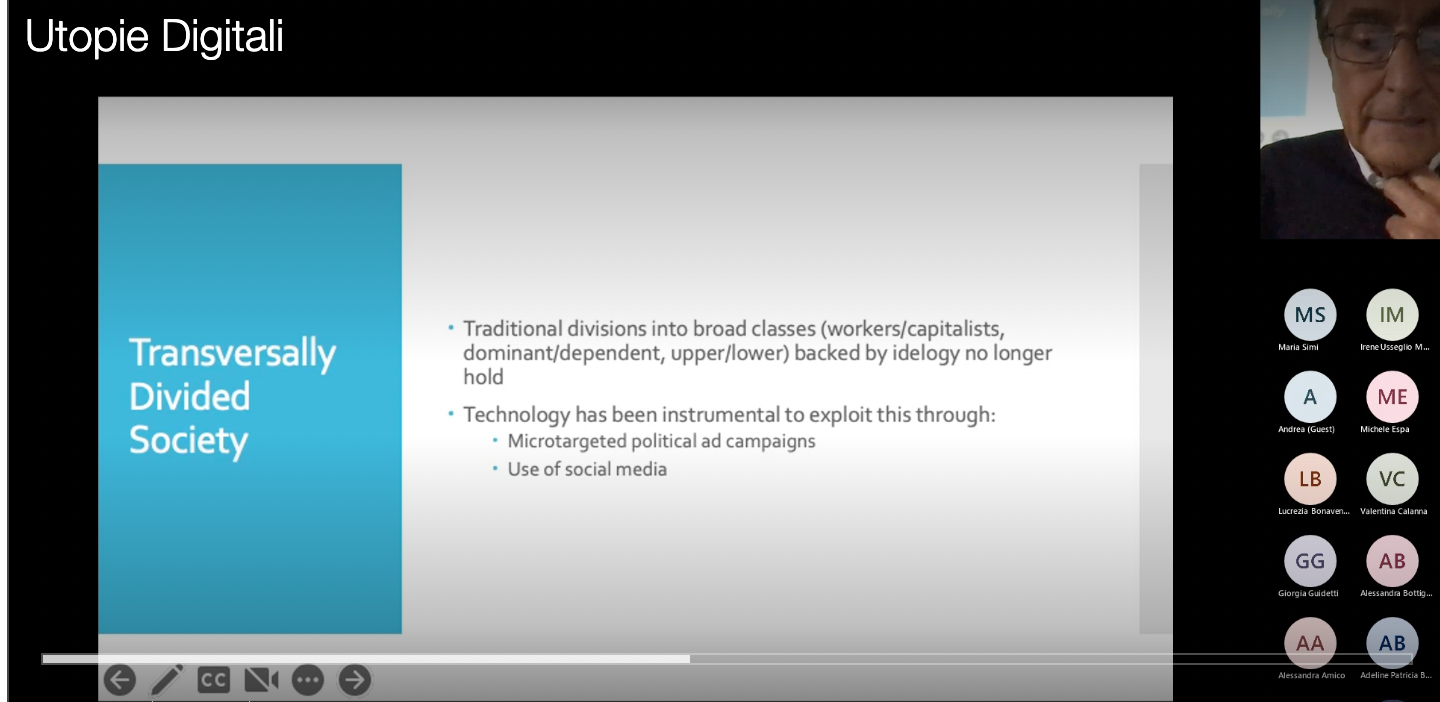 Utopie Digitali
Transversally
Divided
Society
• Traditional divisions into broad classes (workers/capitalists,
dominant/dependent, upper/lower) backed by idelogy no longer
hold
• Technology has been instrumental to exploit this through:
• Microtargeted political ad campaigns
• Use of social media
CC
MS
IM
Maria Simi
Irene Usseglio M...
A
ME
Andrea (Guest)
Michele Espa
LB
VC
Lucrezia Bonaven...
Valentina Calanna
GG
AB
Giorgia Guidetti
Alessandra Bottig...
AA
AB
Alessandra Amico
Adeline Patricia B...